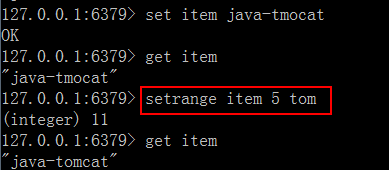 127.0.0.1:6379> set item java-tmocat
OK
127.0.0.1:6379> get item
"java-tmocat"
127.0.0.1:6379> setrange item 5 tom
(integer) 11
127.0.0.1:6379> get item
"java-tomcat"